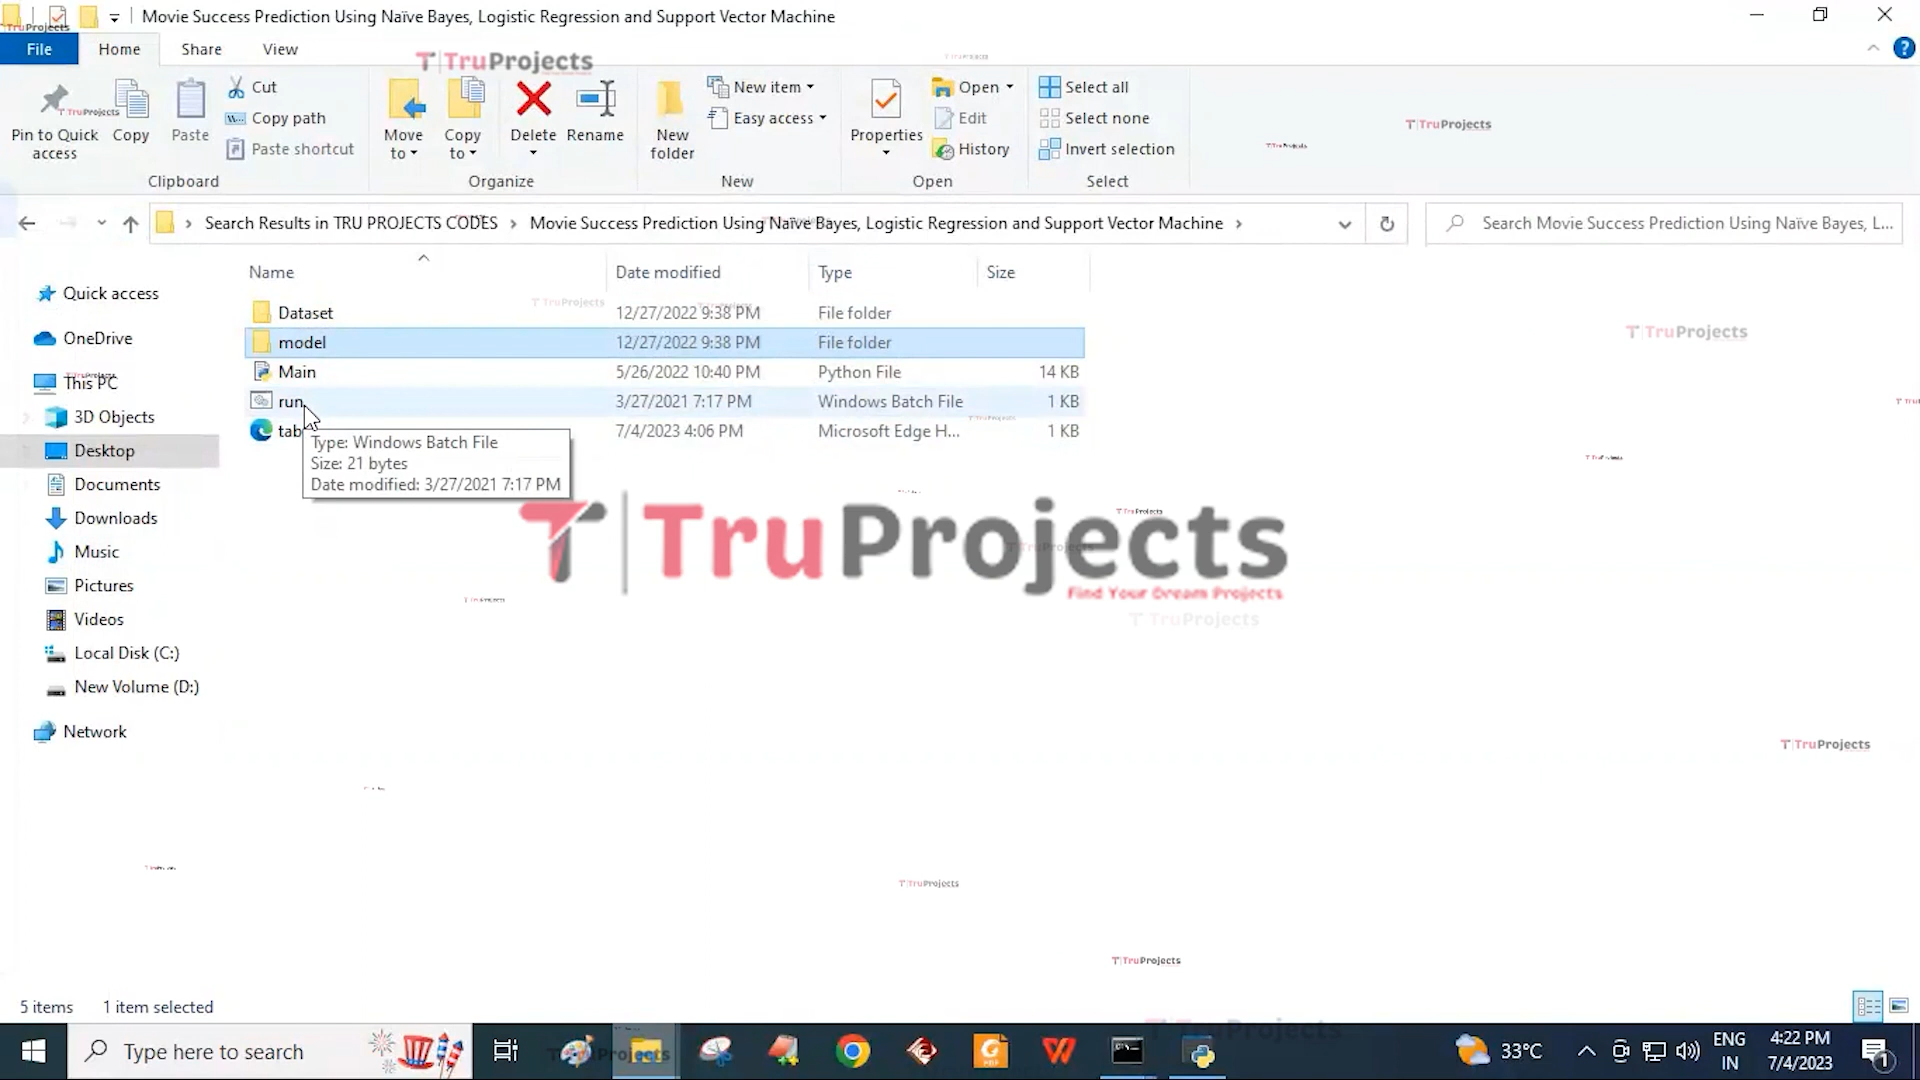 Movie Success Prediction Using Naïve Bayes, Logistic Regression and Support Vector Machine
File Home Share View
TruProjects
Pin to Quick access
Copy
Paste
Cut
Copy path
Paste shortcut
Clipboard
Move to
Copy to
Delete
Rename
Organize
New folder
New item
Easy access
New
Properties
Open
Edit
History
Open
Select all
Select none
Invert selection
Select
TruProjects
TruProjects
Search Results in TRU PROJECTS CODES
Movie Success Prediction Using Naïve Bayes, Logistic Regression and Support Vector Machine
Search Movie Success Prediction Using Naïve Bayes, L...
Name Date modified Type Size
Dataset 12/27/2022 9:38 PM File folder
model 12/27/2022 9:38 PM File folder
Main 5/26/2022 10:40 PM Python File 14 KB
run 3/27/2021 7:17 PM Windows Batch File 1 KB
tab 7/4/2023 4:06 PM Microsoft Edge H... 1 KB
Type: Windows Batch File
Size: 21 bytes
Date modified: 3/27/2021 7:17 PM
Quick access
OneDrive
This PC
3D Objects
Desktop
Documents
Downloads
Music
Pictures
Videos
Local Disk (C:)
New Volume (D:)
Network
TruProjects
TruProjects
Find Your Dream Projects
TruProjects
TruProjects
TruProjects
TruProjects
5 items 1 item selected
TruProjects
Type here to search
33°C
ENG
IN
4:22 PM
7/4/2023
1